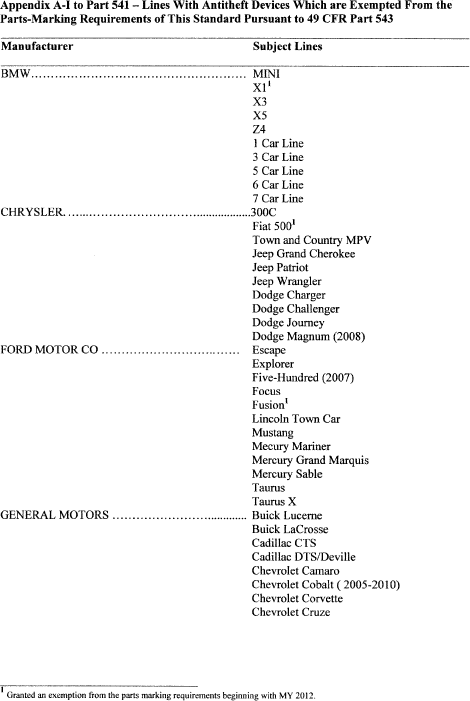 Appendix A-I to Part 541 – Lines With Antitheft Devices Which are Exempted From the
Parts-Marking Requirements of This Standard Pursuant to 49 CFR Part 543
Manufacturer Subject Lines
BMW…………………………………………… MINI
X1¹
X3
X5
Z4
1 Car Line
3 Car Line
5 Car Line
6 Car Line
7 Car Line
CHRYSLER…………………………………………300C
Fiat 500¹
Town and Country MPV
Jeep Grand Cherokee
Jeep Patriot
Jeep Wrangler
Dodge Charger
Dodge Challenger
Dodge Journey
Dodge Magnum (2008)
FORD MOTOR CO ……………………………… Escape
Explorer
Five-Hundred (2007)
Focus
Fusion¹
Lincoln Town Car
Mustang
Mecury Mariner
Mercury Grand Marquis
Mercury Sable
Taurus
Taurus X
GENERAL MOTORS …………………………… Buick Lucerne
Buick LaCrosse
Cadillac CTS
Cadillac DTS/Deville
Chevrolet Camaro
Chevrolet Cobalt ( 2005-2010)
Chevrolet Corvette
Chevrolet Cruze
¹ Granted an exemption from the parts marking requirements beginning with MY 2012.